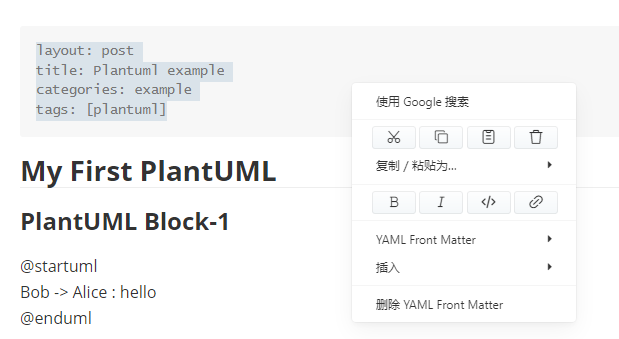 layout: post
title: Plantuml example
categories: example
tags: [plantuml]
My First PlantUML
PlantUML Block-1
@startuml
Bob -> Alice : hello
@enduml
使用 Google 搜索
复制 / 粘贴为...
B I </>
YAML Front Matter
插入
删除 YAML Front Matter